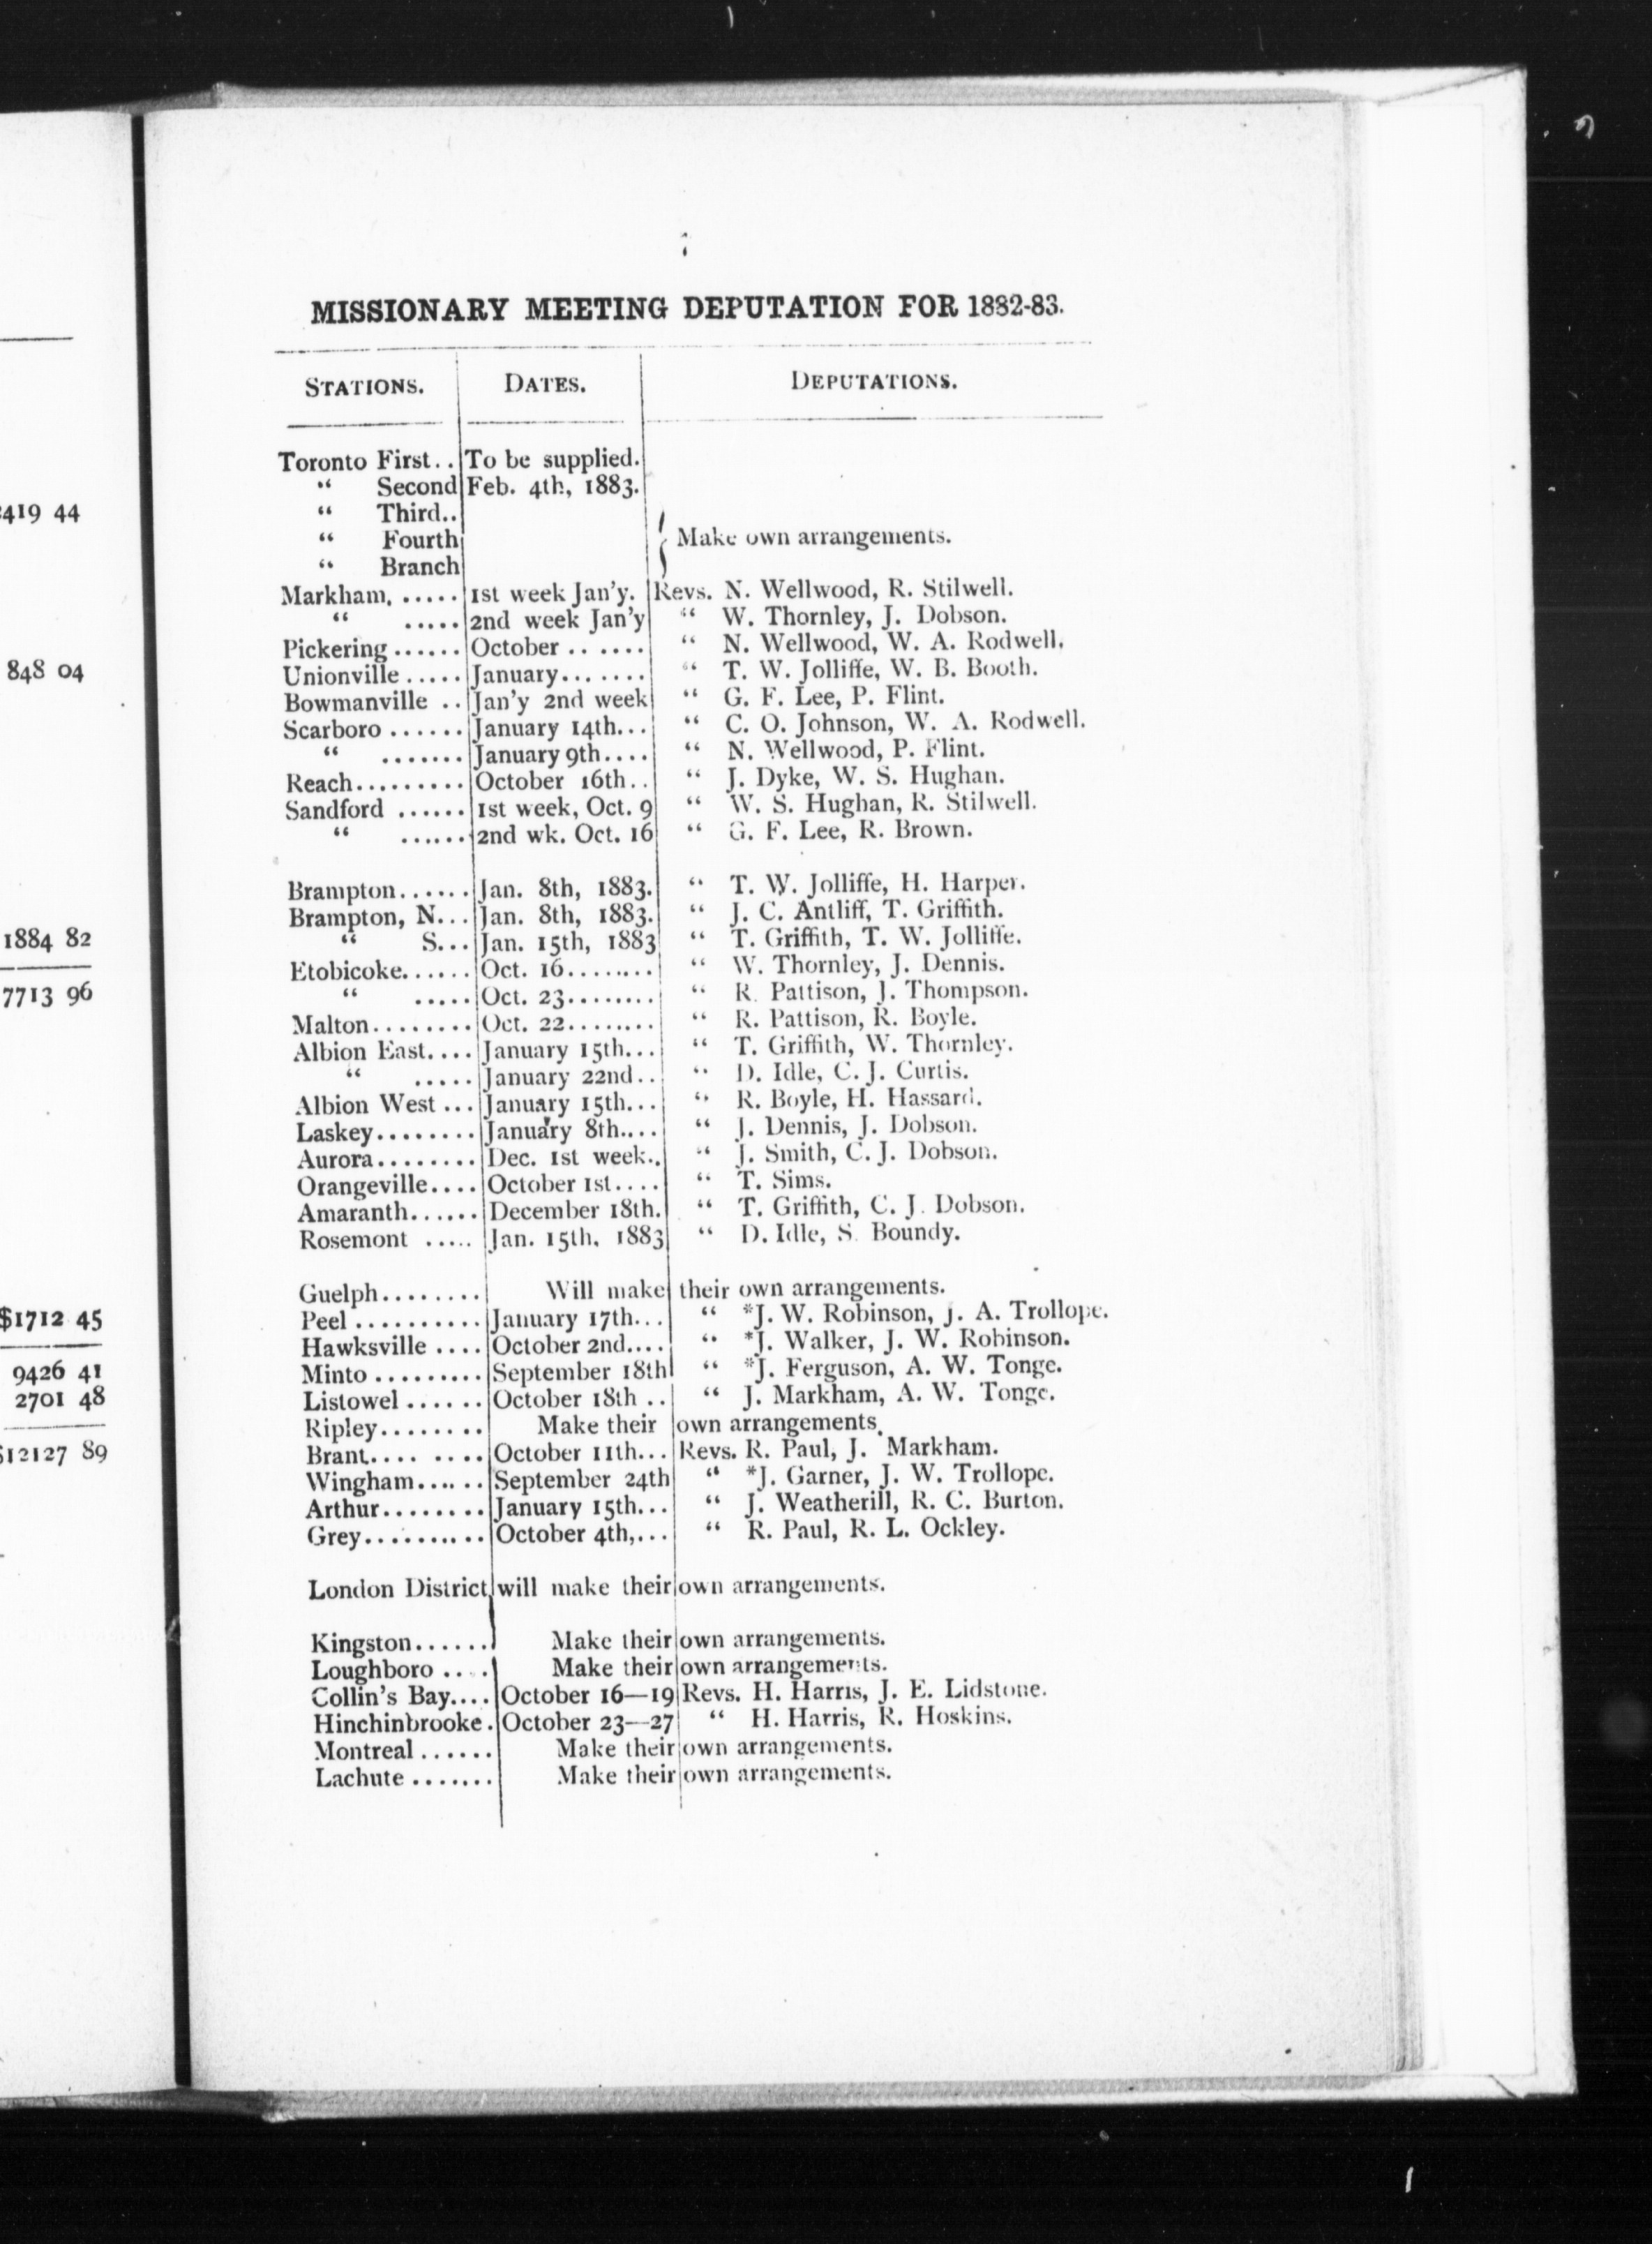 419 44
848 04
1884 82
7713 96
$1712 45
9426 41
2701 48
$12127 89
MISSIONARY MEETING DEPUTATION FOR 1882-83.
STATIONS. DATES. DEPUTATIONS.
Toronto First.. To be supplied.
“ Second Feb. 4th, 1883.
“ Third..
“ Fourth Make own arrangements.
“ Branch
Markham, ..... 1st week Jan'y. Revs. N. Wellwood, R. Stilwell.
“ ..... 2nd week Jan'y “ W. Thornley, J. Dobson.
Pickering ...... October .. .... “ N. Wellwood, W. A. Rodwell.
Unionville ..... January... .... “ T. W. Jolliffe, W. B. Booth.
Bowmanville .. Jan'y 2nd week “ G. F. Lee, P. Flint.
Scarboro ...... January 14th... “ C. O. Johnson, W. A. Rodwell.
“ ....... January 9th.... “ N. Wellwood, P. Flint.
Reach......... October 16th.. “ J. Dyke, W. S. Hughan.
Sandford ...... 1st week, Oct. 9 “ W. S. Hughan, R. Stilwell.
“ ...... 2nd wk. Oct. 16 “ G. F. Lee, R. Brown.
Brampton...... Jan. 8th, 1883. “ T. W. Jolliffe, H. Harper.
Brampton, N... Jan. 8th, 1883. “ J. C. Antliff, T. Griffith.
“ S... Jan. 15th, 1883 “ T. Griffith, T. W. Jolliffe.
Etobicoke...... Oct. 16........ “ W. Thornley, J. Dennis.
“ ..... Oct. 23........ “ R. Pattison, J. Thompson.
Malton........ Oct. 22........ “ R. Pattison, R. Boyle.
Albion East.... January 15th... “ T. Griffith, W. Thornley.
“ ..... January 22nd.. “ D. Idle, C. J. Curtis.
Albion West ... January 15th... “ R. Boyle, H. Hassard.
Laskey........ January 8th.... “ J. Dennis, J. Dobson.
Aurora........ Dec. 1st week.. “ J. Smith, C. J. Dobson.
Orangeville.... October 1st.... “ T. Sims.
Amaranth...... December 18th. “ T. Griffith, C. J. Dobson.
Rosemont ..... Jan. 15th, 1883 “ D. Idle, S. Boundy.
Guelph........ Will make their own arrangements.
Peel .......... January 17th... “ *J. W. Robinson, J. A. Trollope.
Hawksville .... October 2nd.... “ *J. Walker, J. W. Robinson.
Minto ......... September 18th “ *J. Ferguson, A. W. Tonge.
Listowel ...... October 18th .. “ J. Markham, A. W. Tonge.
Ripley........ Make their own arrangements.
Brant.... .... October 11th... Revs. R. Paul, J. Markham.
Wingham...... September 24th “ *J. Garner, J. W. Trollope.
Arthur........ January 15th... “ J. Weatherill, R. C. Burton.
Grey.......... October 4th,... “ R. Paul, R. L. Ockley.
London District will make their own arrangements.
Kingston...... Make their own arrangements.
Loughboro .... Make their own arrangements.
Collin's Bay.... October 16—19 Revs. H. Harris, J. E. Lidstone.
Hinchinbrooke. October 23—27 “ H. Harris, R. Hoskins.
Montreal ...... Make their own arrangements.
Lachute ....... Make their own arrangements.